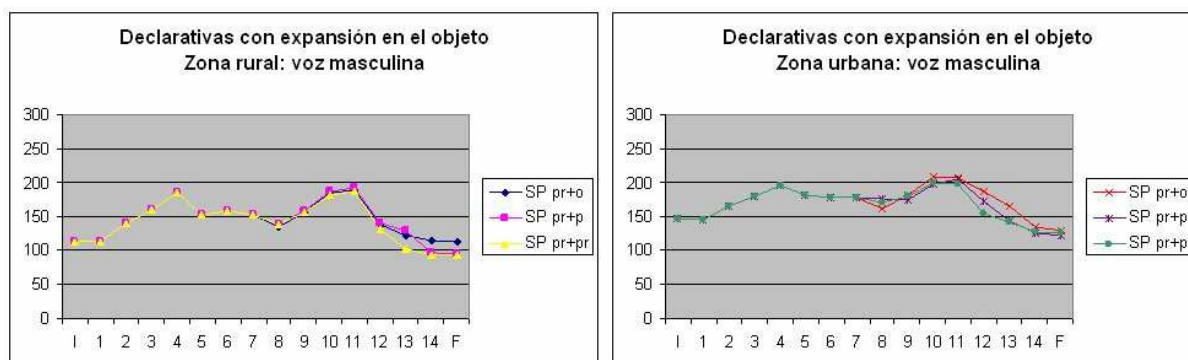 Declarativas con expansión en el objeto
Zona rural: voz masculina
300
250
200
150
100
50
0
I 1 2 3 4 5 6 7 8 9 10 11 12 13 14 F
SP pr+o
SP pr+p
SP pr+pr
Declarativas con expansión en el objeto
Zona urbana: voz masculina
300
250
200
150
100
50
0
I 1 2 3 4 5 6 7 8 9 10 11 12 13 14 F
SP pr+o
SP pr+p
SP pr+p